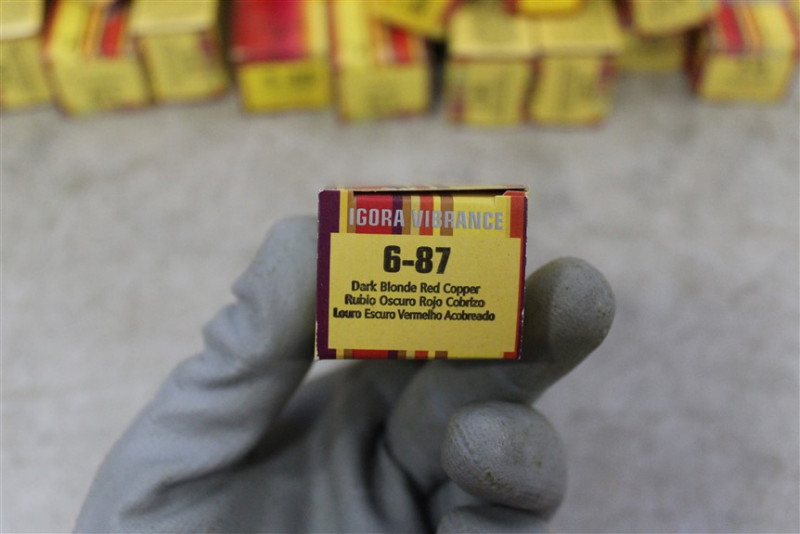 IGORA VIBRANCE
6-87
Dark Blonde Red Copper
Rubio Oscuro Rojo Cobrizo
Louro Escuro Vermelho Acobreado